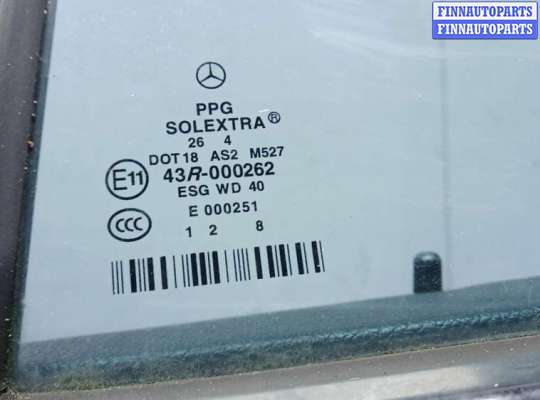 FINNAUTOPARTS
FINNAUTOPARTS
PPG
SOLEXTRA®
26 4
DOT18 AS2 M527
E11 43R-000262
ESG WD 40
CCC E 000251
1 2 8